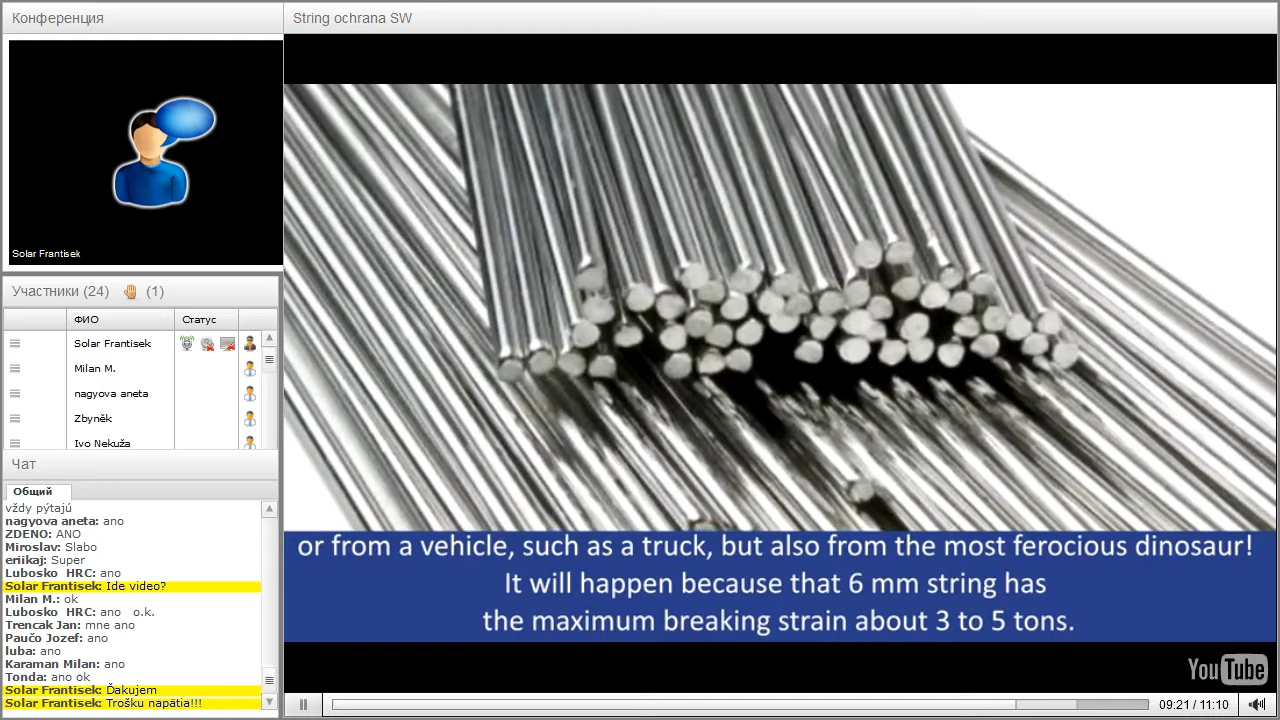 Конференция
String ochrana SW
Solar Frantisek
Участники (24) (1)
ФИО Статус
Solar Frantisek
Milan M.
nagyova aneta
Zbyněk
Ivo Nekuža
Чат
Общий
vždy pýtajú
nagyova aneta: ano
ZDENO: ANO
Miroslav: Slabo
eriikaj: Super
Lubosko HRC: ano
Solar Frantisek: Ide video?
Milan M.: ok
Lubosko HRC: ano o.k.
Trencak Jan: mne ano
Paučo Jozef: ano
luba: ano
Karaman Milan: ano
Tonda: ano ok
Solar Frantisek: Ďakujem
Solar Frantisek: Trošku napätia!!!
or from a vehicle, such as a truck, but also from the most ferocious dinosaur!
It will happen because that 6 mm string has
the maximum breaking strain about 3 to 5 tons.
YouTube
09:21 / 11:10